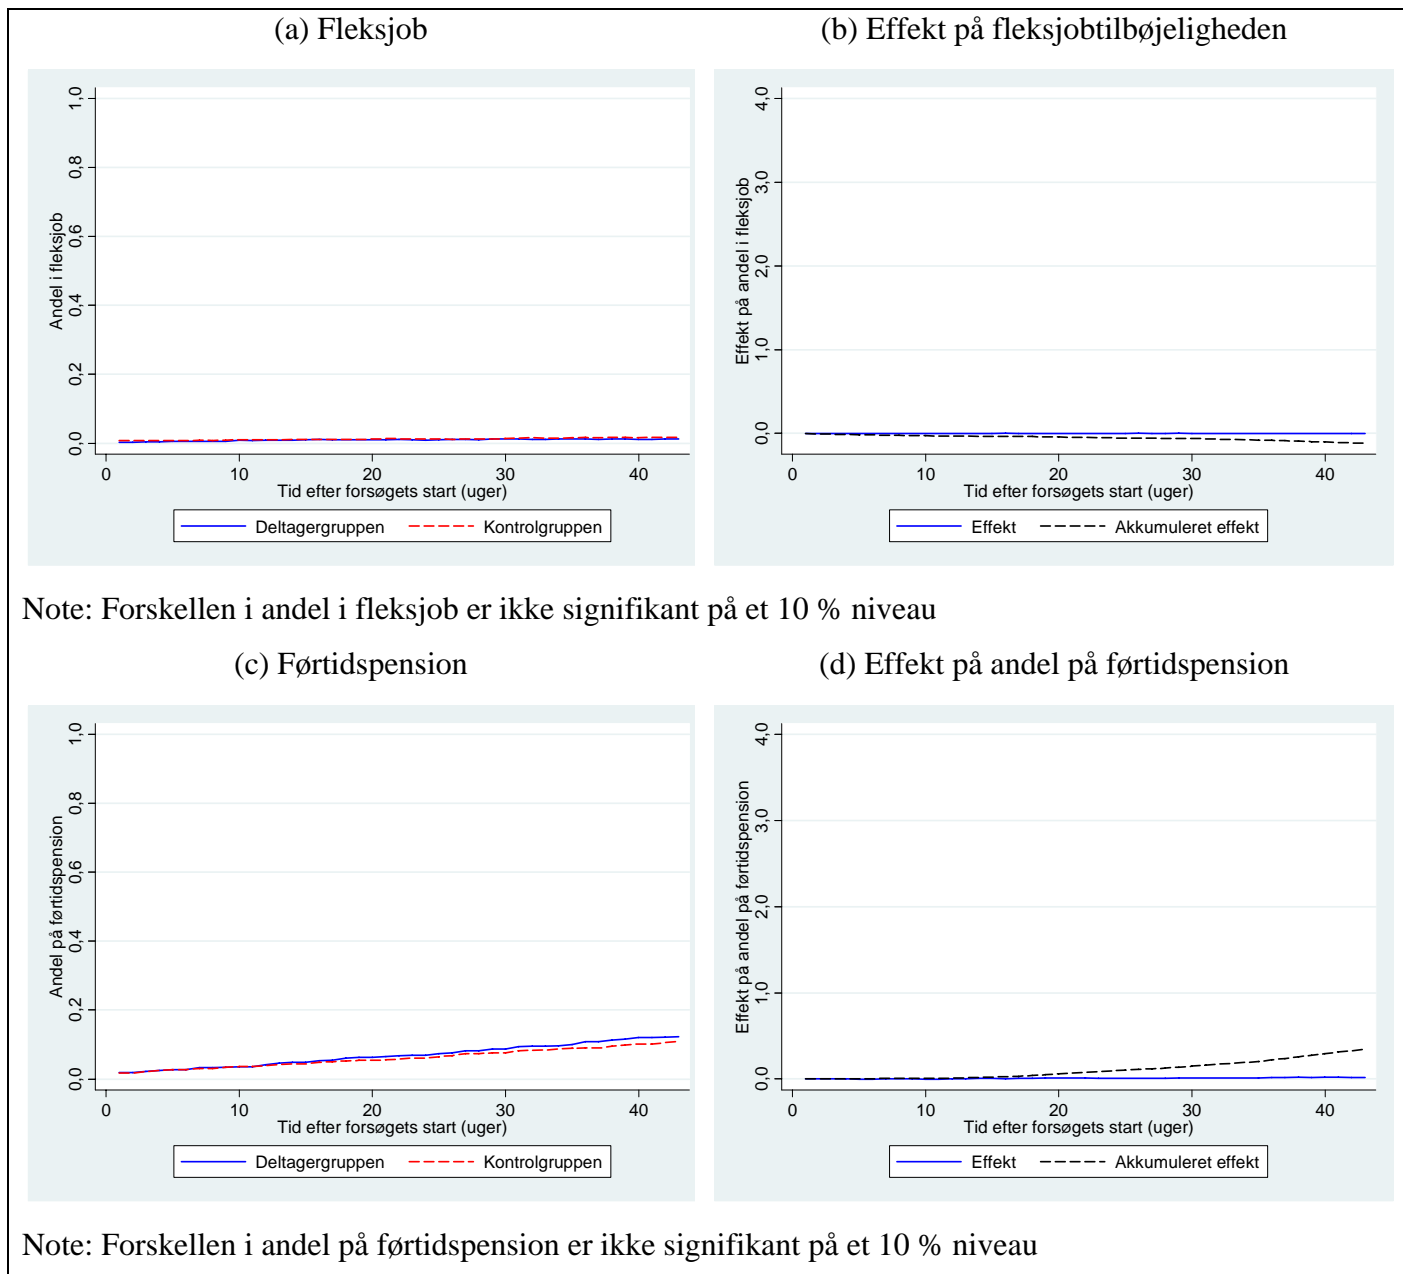 (a) Fleksjob
(b) Effekt på fleksjobtilbøjeligheden
Andel i fleksjob
1,0
0,8
0,6
0,4
0,2
0,0
0 10 20 30 40
Tid efter forsøgets start (uger)
Deltagergruppen Kontrolgruppen
Effekt på andel i fleksjob
4,0
3,0
2,0
1,0
0,0
0 10 20 30 40
Tid efter forsøgets start (uger)
Effekt Akkumuleret effekt
Note: Forskellen i andel i fleksjob er ikke signifikant på et 10 % niveau
(c) Førtidspension
(d) Effekt på andel på førtidspension
Andel på førtidspension
1,0
0,8
0,6
0,4
0,2
0,0
0 10 20 30 40
Tid efter forsøgets start (uger)
Deltagergruppen Kontrolgruppen
Effekt på andel på førtidspension
4,0
3,0
2,0
1,0
0,0
0 10 20 30 40
Tid efter forsøgets start (uger)
Effekt Akkumuleret effekt
Note: Forskellen i andel på førtidspension er ikke signifikant på et 10 % niveau